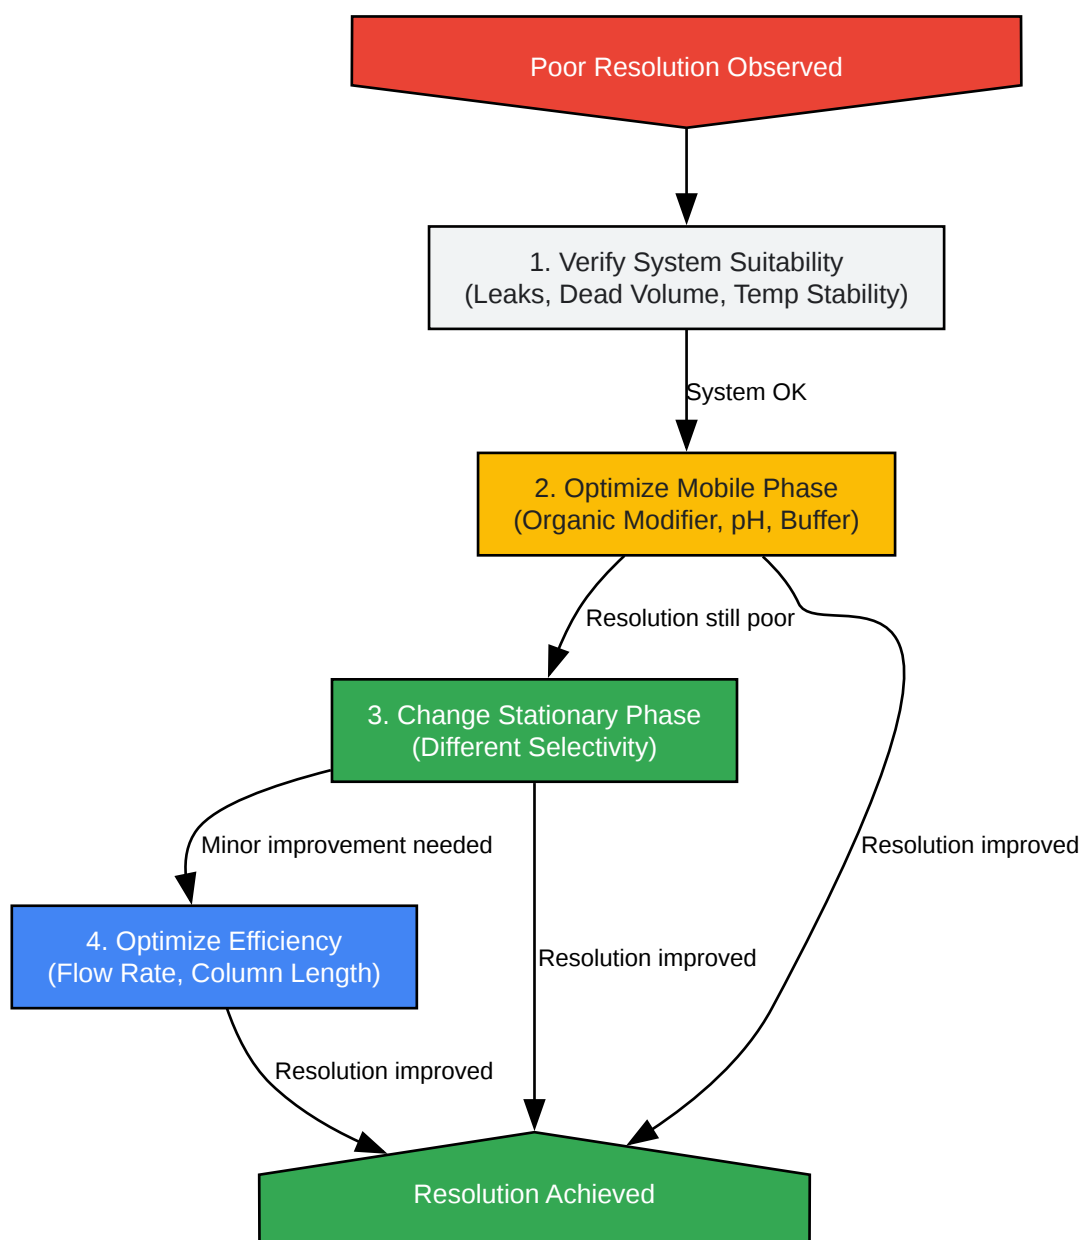 Poor Resolution Observed
1. Verify System Suitability
(Leaks, Dead Volume, Temp Stability)
System OK
2. Optimize Mobile Phase
(Organic Modifier, pH, Buffer)
Resolution still poor
3. Change Stationary Phase
(Different Selectivity)
Minor improvement needed
Resolution improved
4. Optimize Efficiency
(Flow Rate, Column Length)
Resolution improved
Resolution improved
Resolution Achieved